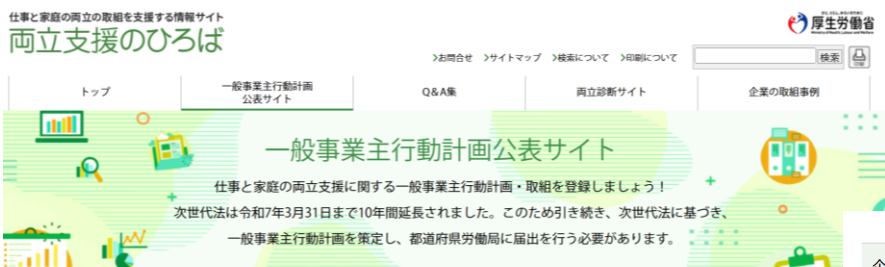 仕事と家庭の両立の取組を支援する情報サイト
両立支援のひろば
厚生労働省
>お問合せ >サイトマップ >検索について >印刷について
検索
印刷
トップ
一般事業主行動計画
公表サイト
Q&A集
両立診断サイト
企業の取組事例
一般事業主行動計画公表サイト
仕事と家庭の両立支援に関する一般事業主行動計画・取組を登録しましょう！
次世代法は令和7年3月31日まで10年間延長されました。このため引き続き、次世代法に基づき、
一般事業主行動計画を策定し、都道府県労働局に届出を行う必要があります。